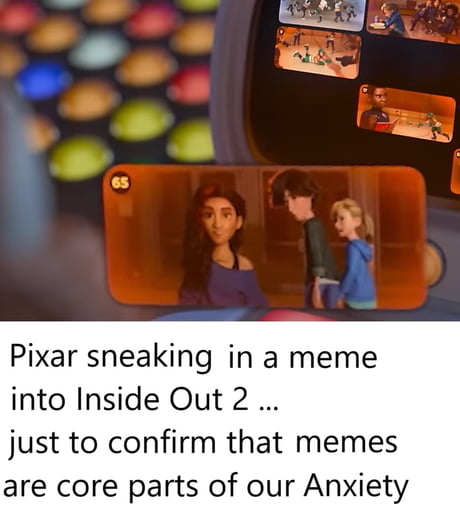 65
Pixar sneaking in a meme
into Inside Out 2 ...
just to confirm that memes
are core parts of our Anxiety